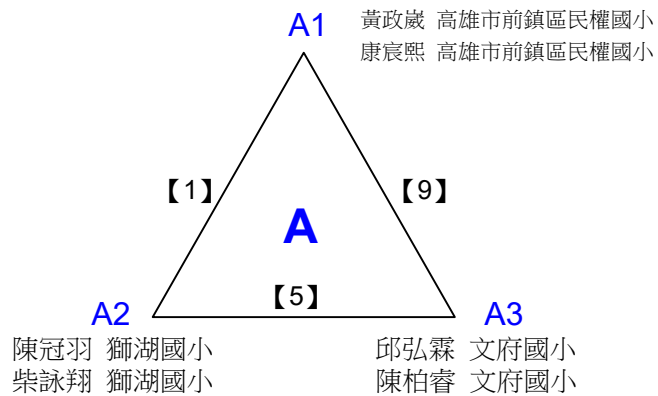 A1
黃政崴 高雄市前鎮區民權國小
康宸熙 高雄市前鎮區民權國小
【1】
【9】
A
【5】
A2
A3
陳冠羽 獅湖國小
柴詠翔 獅湖國小
邱弘霖 文府國小
陳柏睿 文府國小